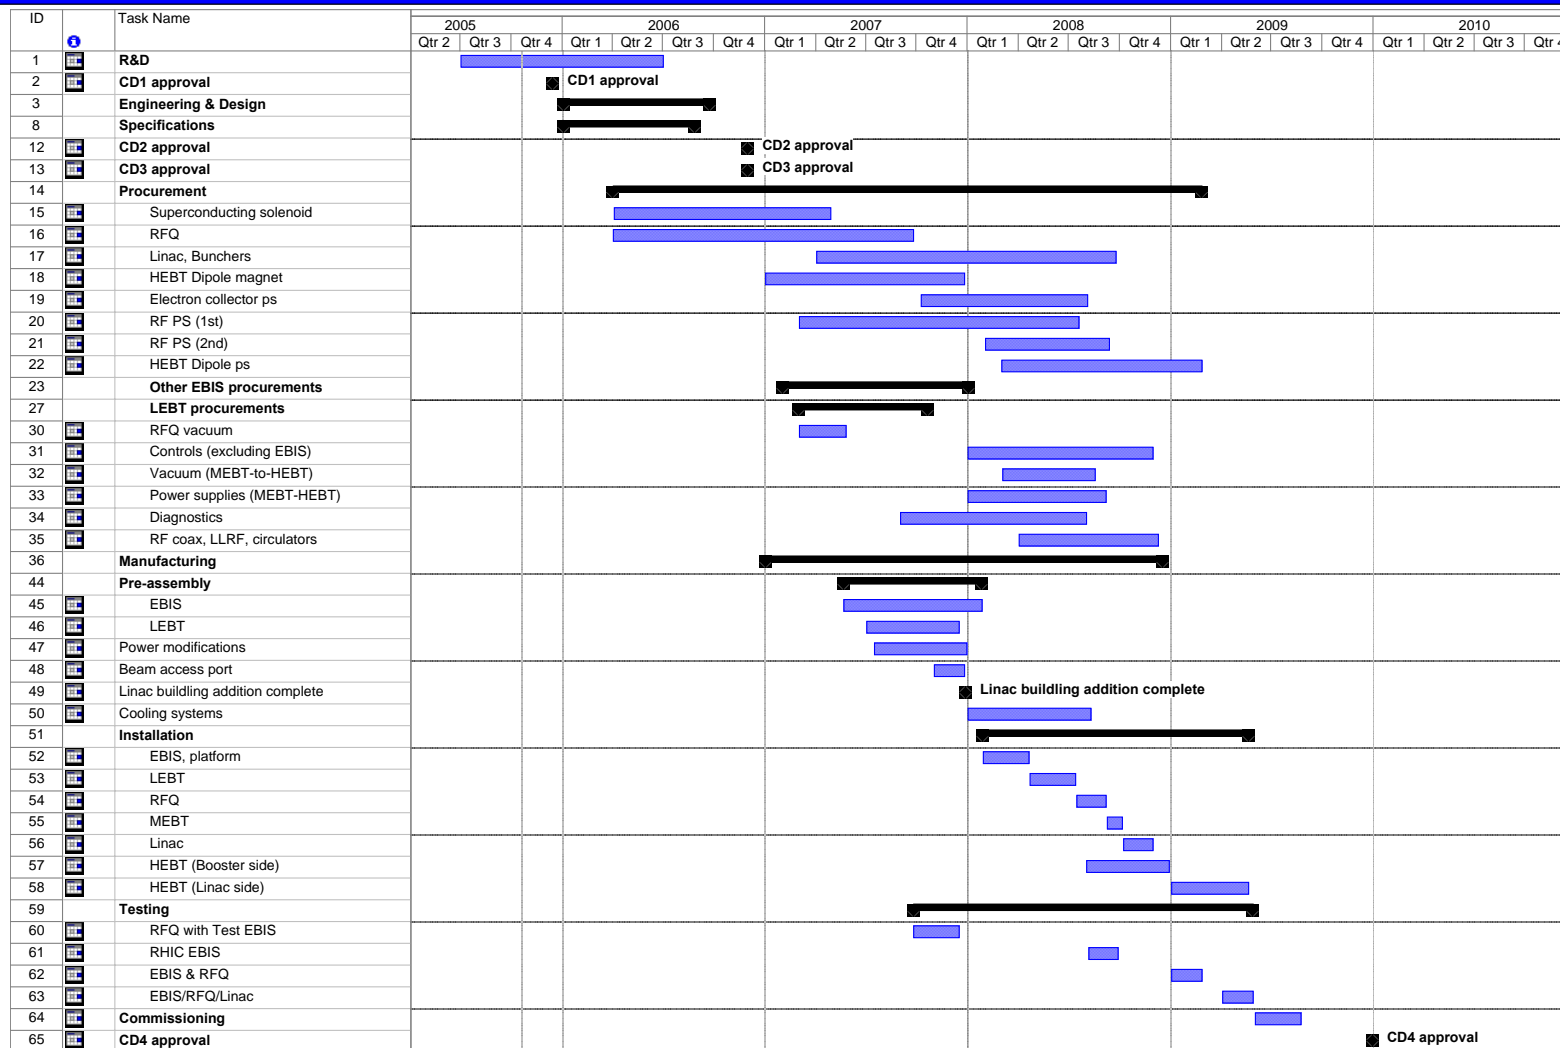 ID Task Name 2005 2006 2007 2008 2009 2010
Qtr 2 Qtr 3 Qtr 4 Qtr 1 Qtr 2 Qtr 3 Qtr 4 Qtr 1 Qtr 2 Qtr 3 Qtr 4 Qtr 1 Qtr 2 Qtr 3 Qtr 4 Qtr 1 Qtr 2 Qtr 3 Qtr 4 Qtr 1 Qtr 2 Qtr 3 Qtr 4
1 R&D
2 CD1 approval CD1 approval
3 Engineering & Design
8 Specifications
12 CD2 approval CD2 approval
13 CD3 approval CD3 approval
14 Procurement
15 Superconducting solenoid
16 RFQ
17 Linac, Bunchers
18 HEBT Dipole magnet
19 Electron collector ps
20 RF PS (1st)
21 RF PS (2nd)
22 HEBT Dipole ps
23 Other EBIS procurements
27 LEBT procurements
30 RFQ vacuum
31 Controls (excluding EBIS)
32 Vacuum (MEBT-to-HEBT)
33 Power supplies (MEBT-HEBT)
34 Diagnostics
35 RF coax, LLRF, circulators
36 Manufacturing
44 Pre-assembly
45 EBIS
46 LEBT
47 Power modifications
48 Beam access port
49 Linac buildling addition complete Linac buildling addition complete
50 Cooling systems
51 Installation
52 EBIS, platform
53 LEBT
54 RFQ
55 MEBT
56 Linac
57 HEBT (Booster side)
58 HEBT (Linac side)
59 Testing
60 RFQ with Test EBIS
61 RHIC EBIS
62 EBIS & RFQ
63 EBIS/RFQ/Linac
64 Commissioning
65 CD4 approval CD4 approval